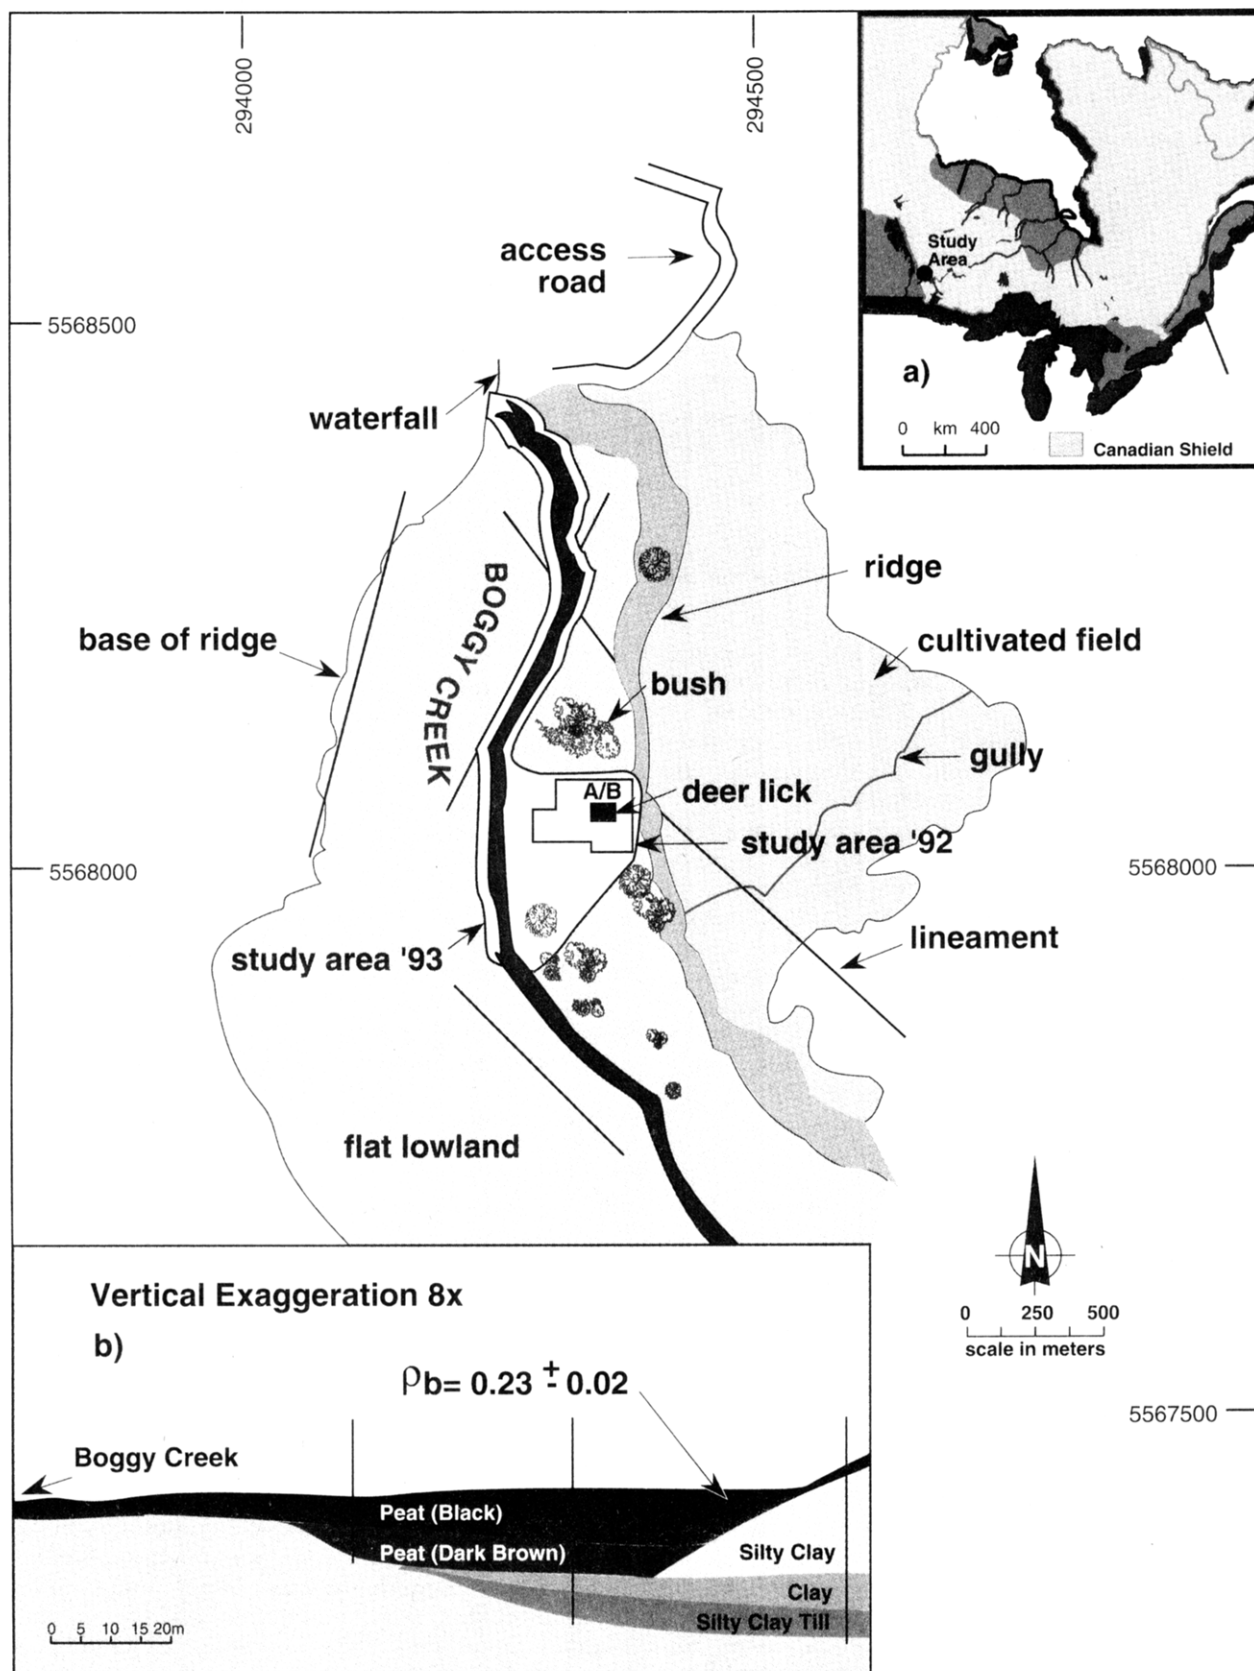 294000
294500
access
road
5568500
waterfall
Study
Area
a)
0 km 400
Canadian Shield
BOGGY CREEK
ridge
base of ridge
cultivated field
bush
gully
A/B
deer lick
study area '92
5568000
5568000
lineament
study area '93
flat lowland
N
0 250 500
scale in meters
5567500
Vertical Exaggeration 8x
b)
ρb= 0.23 ± 0.02
Boggy Creek
Peat (Black)
Peat (Dark Brown)
Silty Clay
Clay
Silty Clay Till
0 5 10 15 20m